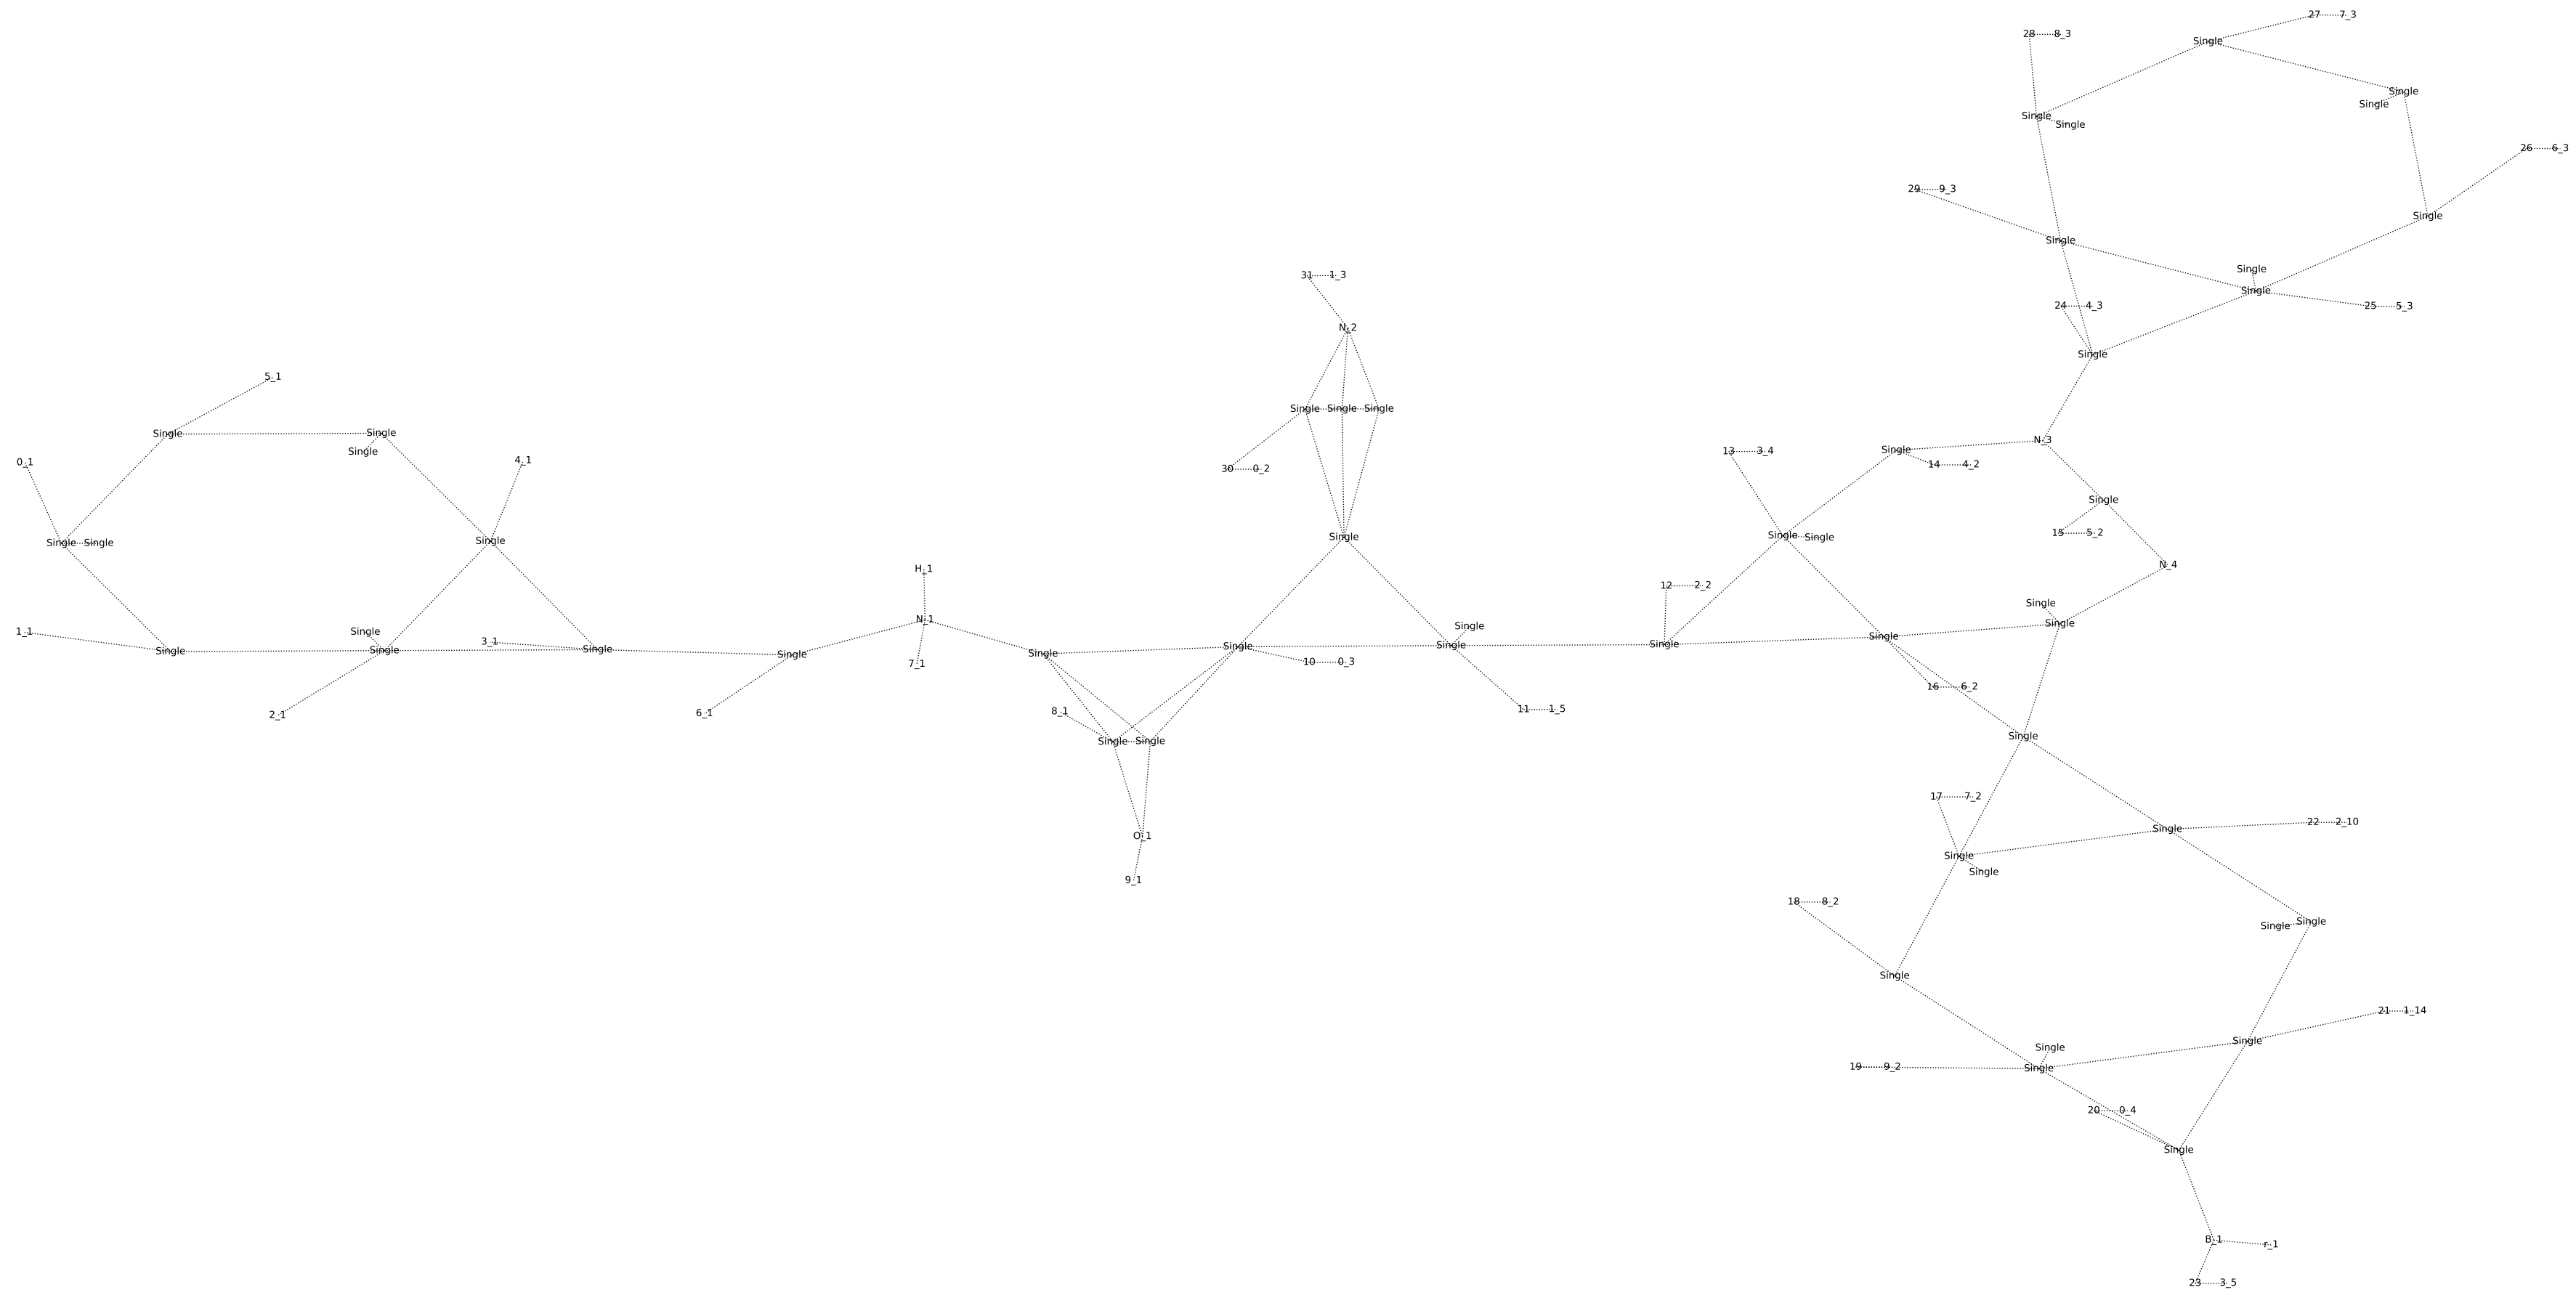 27 7_3
28 8_3
Single
Single
Single
Single Single
26 6_3
29 9_3
Single
Single
Single
31 1_3
Single
24 4_3
25 5_3
N_2
Single
5_1
Single Single Single
Single Single
N_3
Single
Single
13 3_4
0_1
4_1
14 4_2
30 0_2
Single
15 5_2
Single
Single Single
Single
Single Single
N_4
H_1
12 2_2
Single
N_1
Single
Single
1_1
Single
Single
3_1
Single
Single
Single
Single
Single
Single
Single
Single
Single
10 0_3
7_1
16 6_2
11 1_5
8_1
6_1
2_1
Single
Single Single
17 7_2
22 2_10
Single
O_1
Single
Single
9_1
18 8_2
Single
Single
Single
21 1_14
Single
Single
19 9_2
Single
20 0_4
Single
B_1
r_1
23 3_5